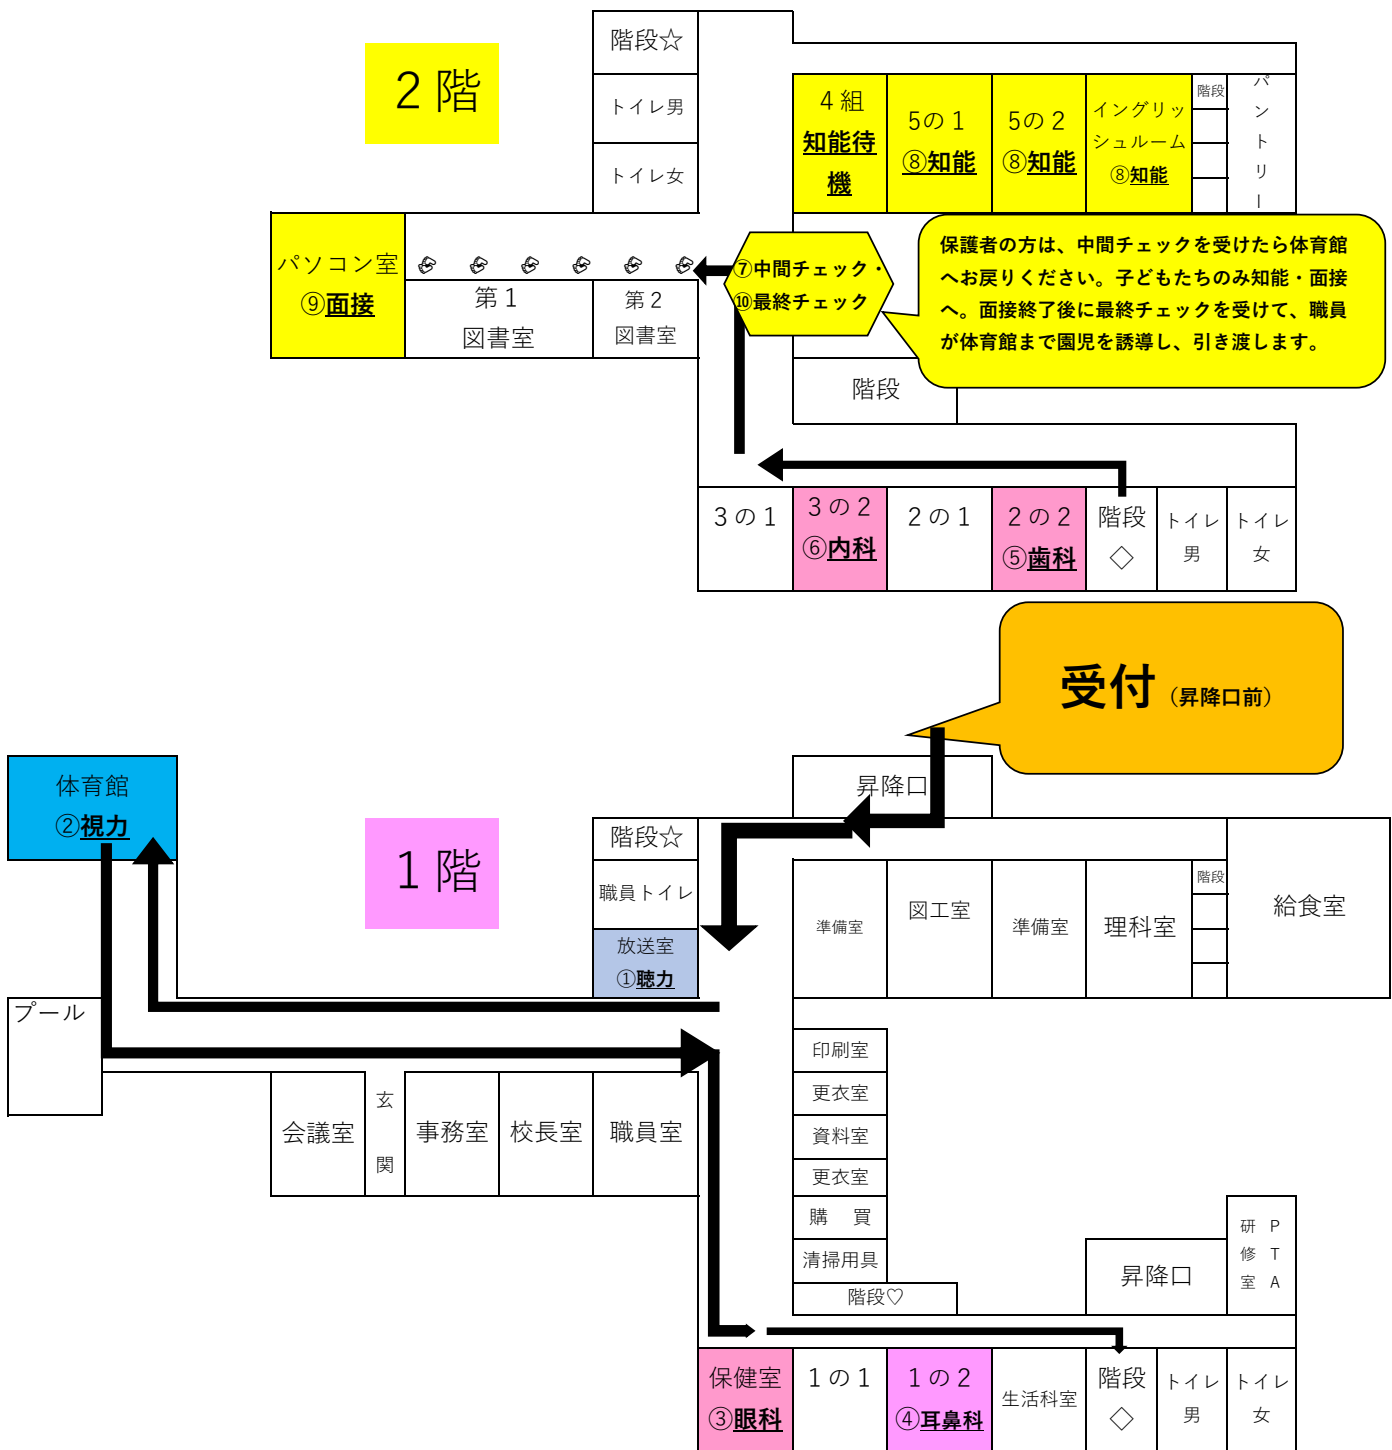 階段☆
２階
トイレ男
トイレ女
４組
知能待
機
5の１
⑧知能
5の２
⑧知能
イングリッ
シュルーム
⑧知能
階段
パントリー
パソコン室
⑨面接
第１
図書室
第２
図書室
⑦中間チェック・
⑩最終チェック
保護者の方は、中間チェックを受けたら体育館
へお戻りください。子どもたちのみ知能・面接
へ。面接終了後に最終チェックを受けて、職員
が体育館まで園児を誘導し、引き渡します。
階段
３の１
３の２
⑥内科
２の１
２の２
⑤歯科
階段
◇
トイレ
男
トイレ
女
受付（昇降口前）
体育館
②視力
１階
昇降口
階段☆
職員トイレ
放送室
①聴力
準備室
図工室
準備室
理科室
階段
給食室
プール
印刷室
更衣室
資料室
更衣室
購　買
清掃用具
階段♡
会議室
玄
関
事務室
校長室
職員室
昇降口
PTA
研修室
保健室
③眼科
１の１
１の２
④耳鼻科
生活科室
階段
◇
トイレ
男
トイレ
女